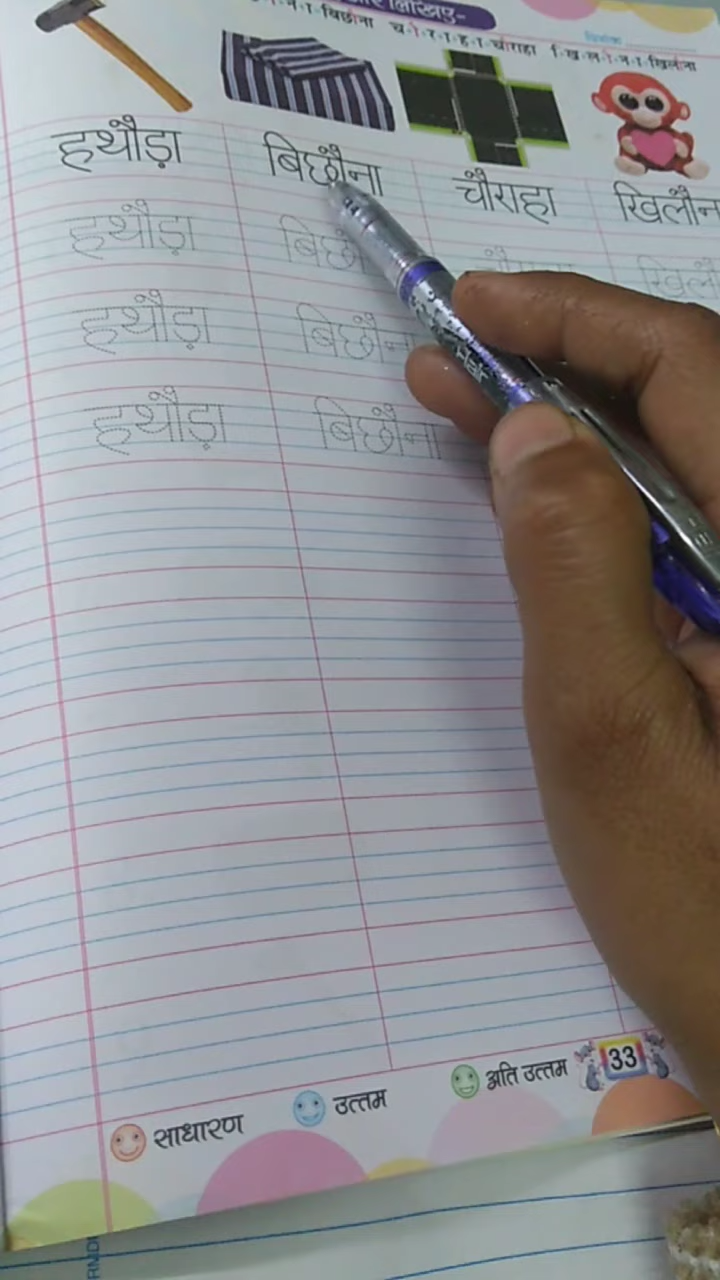 लिखिए-
बिछौना च ौ र ा ह ा चौराहा ि ख ल ौ न ा खिलौना
दिनांक
हथौड़ा बिछौना चौराहा खिलौन
हथौड़ा बिछौ
हथौड़ा बिछौन
हथौड़ा बिछौना
साधारण उत्तम अति उत्तम 33